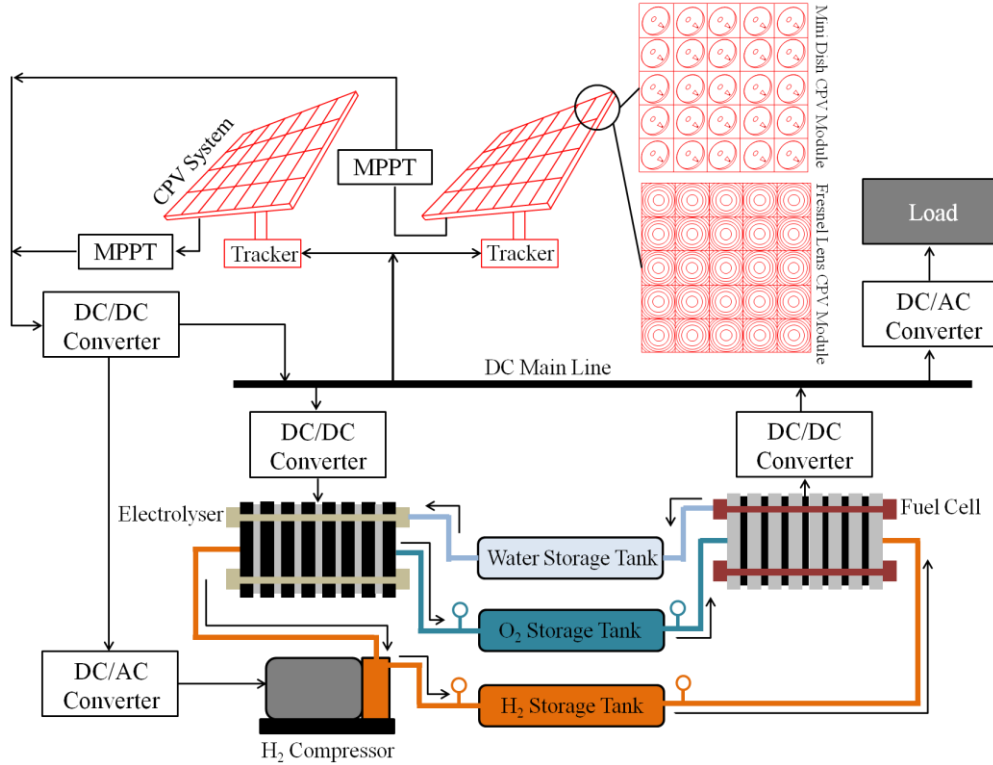 Mini Dish CPV Module
CPV System
MPPT
Fresnel Lens CPV Module
Load
MPPT
Tracker
Tracker
DC/DC
Converter
DC/AC
Converter
DC Main Line
DC/DC
Converter
DC/DC
Converter
Electrolyser
Fuel Cell
Water Storage Tank
O₂ Storage Tank
DC/AC
Converter
H₂ Storage Tank
H₂ Compressor